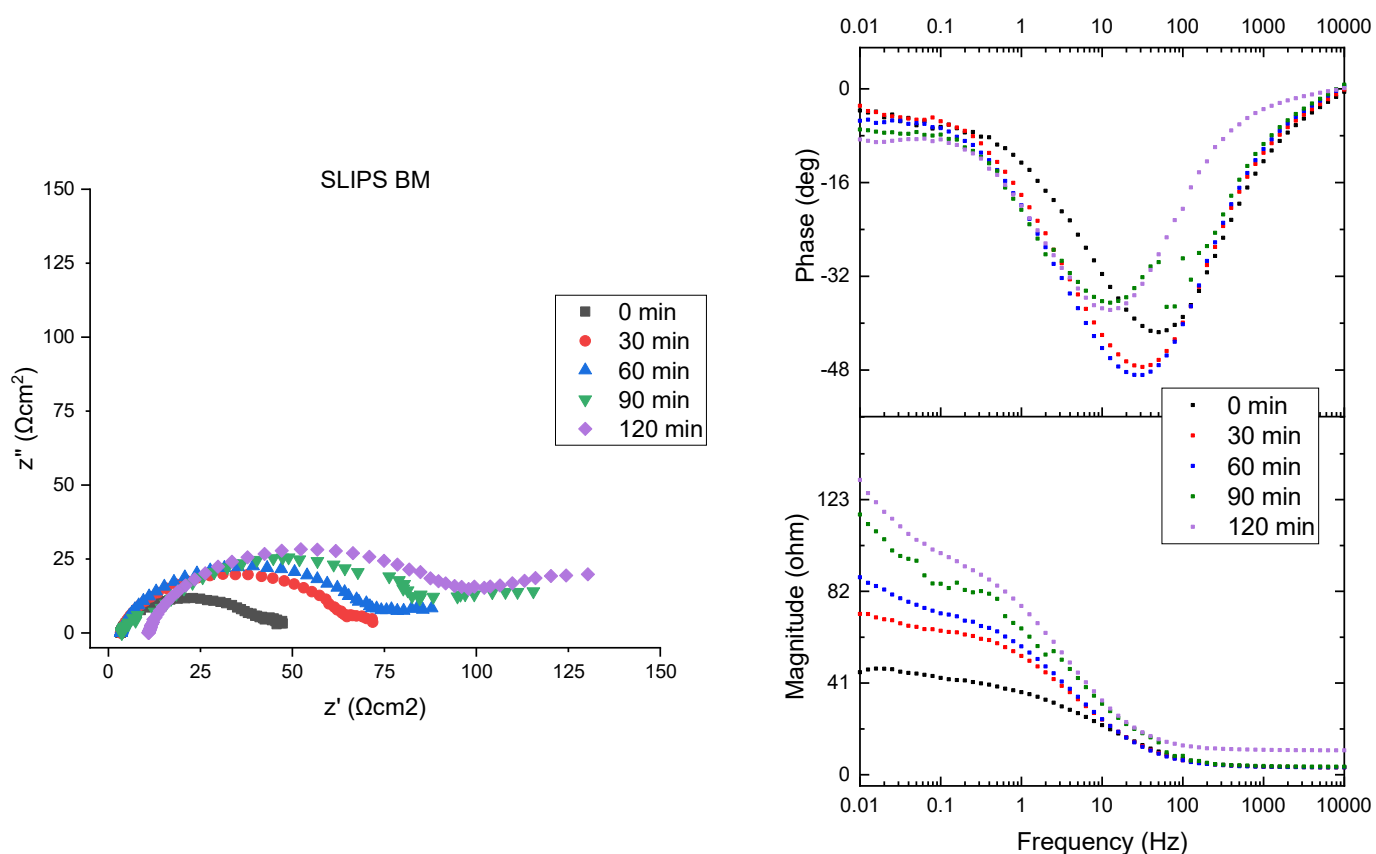 SLIPS BM
150
125
100
75
50
25
0
z'' (Ωcm²)
0 25 50 75 100 125 150
z' (Ωcm2)
0 min
30 min
60 min
90 min
120 min
0.01 0.1 1 10 100 1000 10000
0
-16
-32
-48
Phase (deg)
0 min
30 min
60 min
90 min
120 min
123
82
41
0
Magnitude (ohm)
0.01 0.1 1 10 100 1000 10000
Frequency (Hz)